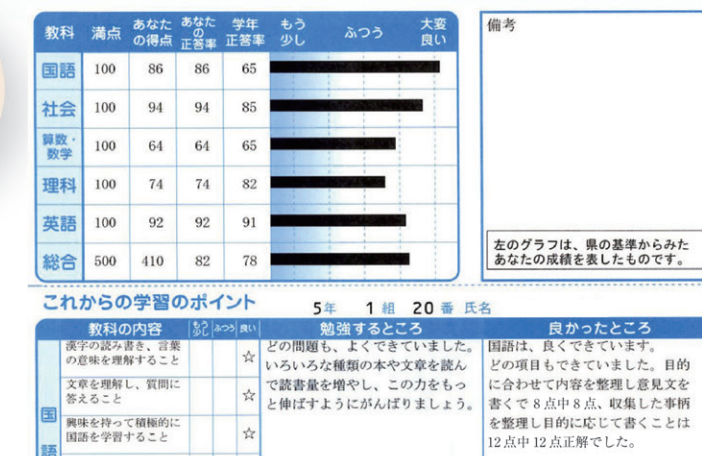 教科 満点 あなたの得点 あなたの正答率 学年正答率 もう少し ふつう 大変良い
国語 100 86 86 65
社会 100 94 94 85
算数・数学 100 64 64 65
理科 100 74 74 82
英語 100 92 92 91
総合 500 410 82 78
備考
左のグラフは、県の基準からみた
あなたの成績を表したものです。
これからの学習のポイント 5年 1組 20番 氏名
教科の内容 もう少し ふつう 良い 勉強するところ 良かったところ
国語
漢字の読み書き、言葉
の意味を理解すること ☆
文章を理解し、質問に
答えること ☆
興味を持って積極的に
国語を学習すること ☆
どの問題も、よくできていました。
いろいろな種類の本や文章を読ん
で読書量を増やし、この力をもっ
と伸ばすようにがんばりましょう。
国語は、良くできています。
どの項目もできていました。目的
に合わせて内容を整理し意見文を
書くで8点中8点、収集した事柄
を整理し目的に応じて書くことは
12点中12点正解でした。